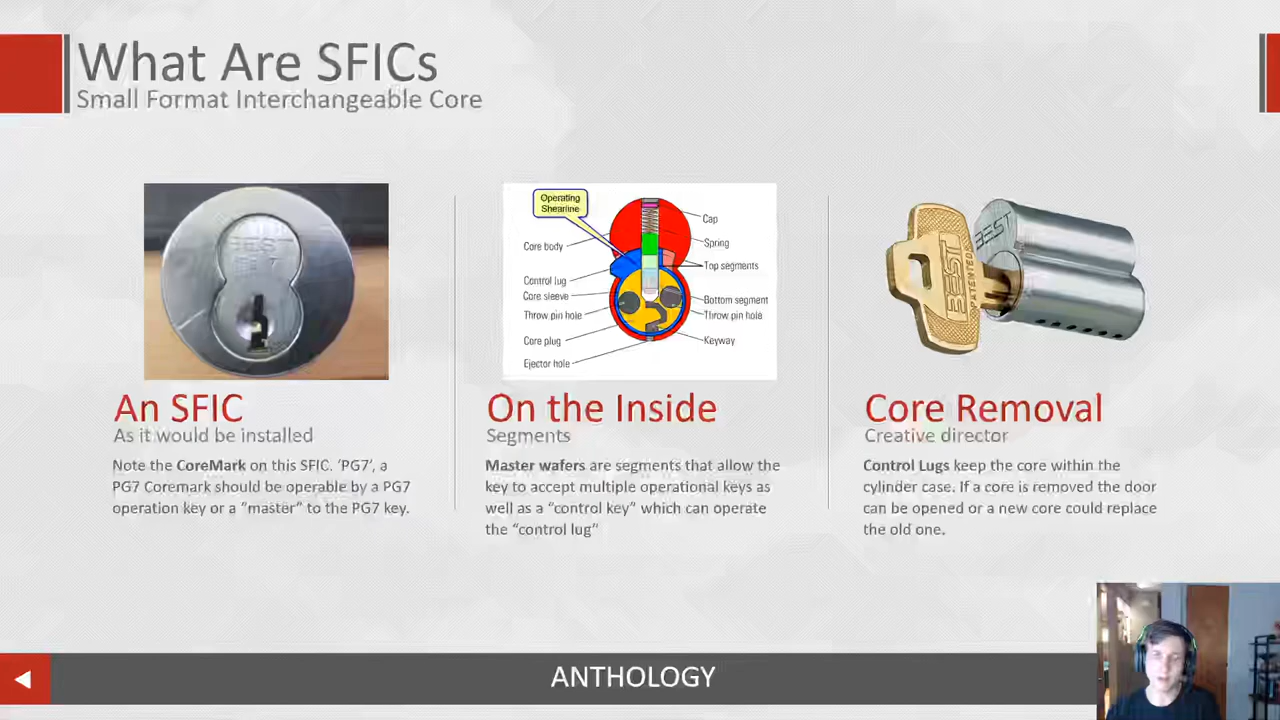 What Are SFICs
Small Format Interchangeable Core
BEST
Operating
Shearline
Core body
Control lug
Core sleeve
Throw pin hole
Core plug
Ejector hole
Cap
Spring
Top segments
Bottom segment
Throw pin hole
Keyway
BEST
PATENTED
BEST
An SFIC
As it would be installed
Note the CoreMark on this SFIC. ‘PG7’, a
PG7 Coremark should be operable by a PG7
operation key or a “master” to the PG7 key.
On the Inside
Segments
Master wafers are segments that allow the
key to accept multiple operational keys as
well as a “control key” which can operate
the “control lug“
Core Removal
Creative director
Control Lugs keep the core within the
cylinder case. If a core is removed the door
can be opened or a new core could replace
the old one.
ANTHOLOGY